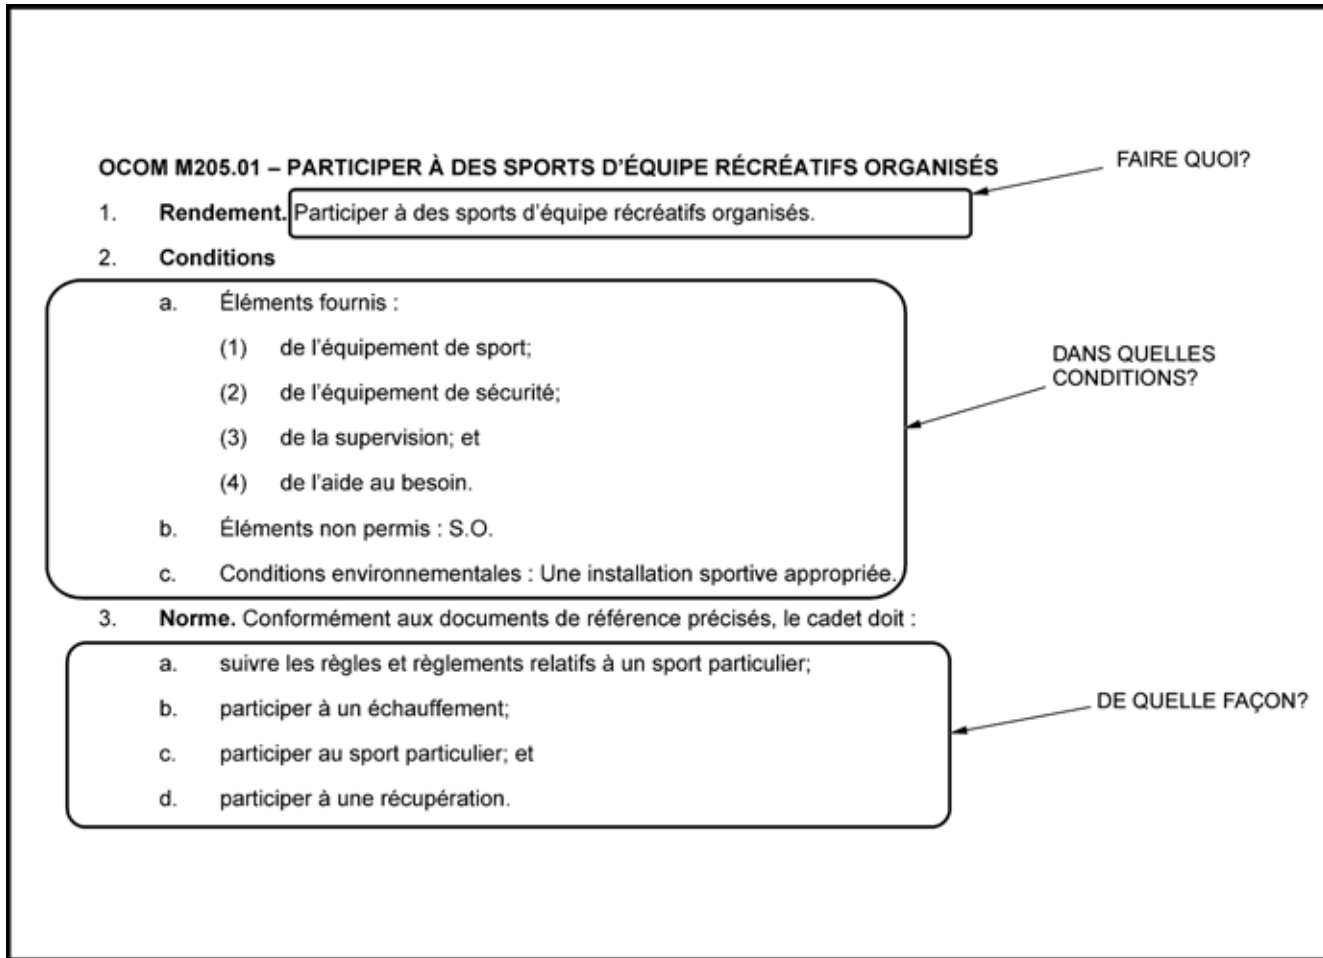 OCOM M205.01 – PARTICIPER À DES SPORTS D'ÉQUIPE RÉCRÉATIFS ORGANISÉS
FAIRE QUOI?
1. Rendement. Participer à des sports d'équipe récréatifs organisés.
2. Conditions
a. Éléments fournis :
(1) de l'équipement de sport;
(2) de l'équipement de sécurité;
(3) de la supervision; et
(4) de l'aide au besoin.
DANS QUELLES
CONDITIONS?
b. Éléments non permis : S.O.
c. Conditions environnementales : Une installation sportive appropriée.
3. Norme. Conformément aux documents de référence précisés, le cadet doit :
a. suivre les règles et règlements relatifs à un sport particulier;
b. participer à un échauffement;
c. participer au sport particulier; et
d. participer à une récupération.
DE QUELLE FAÇON?